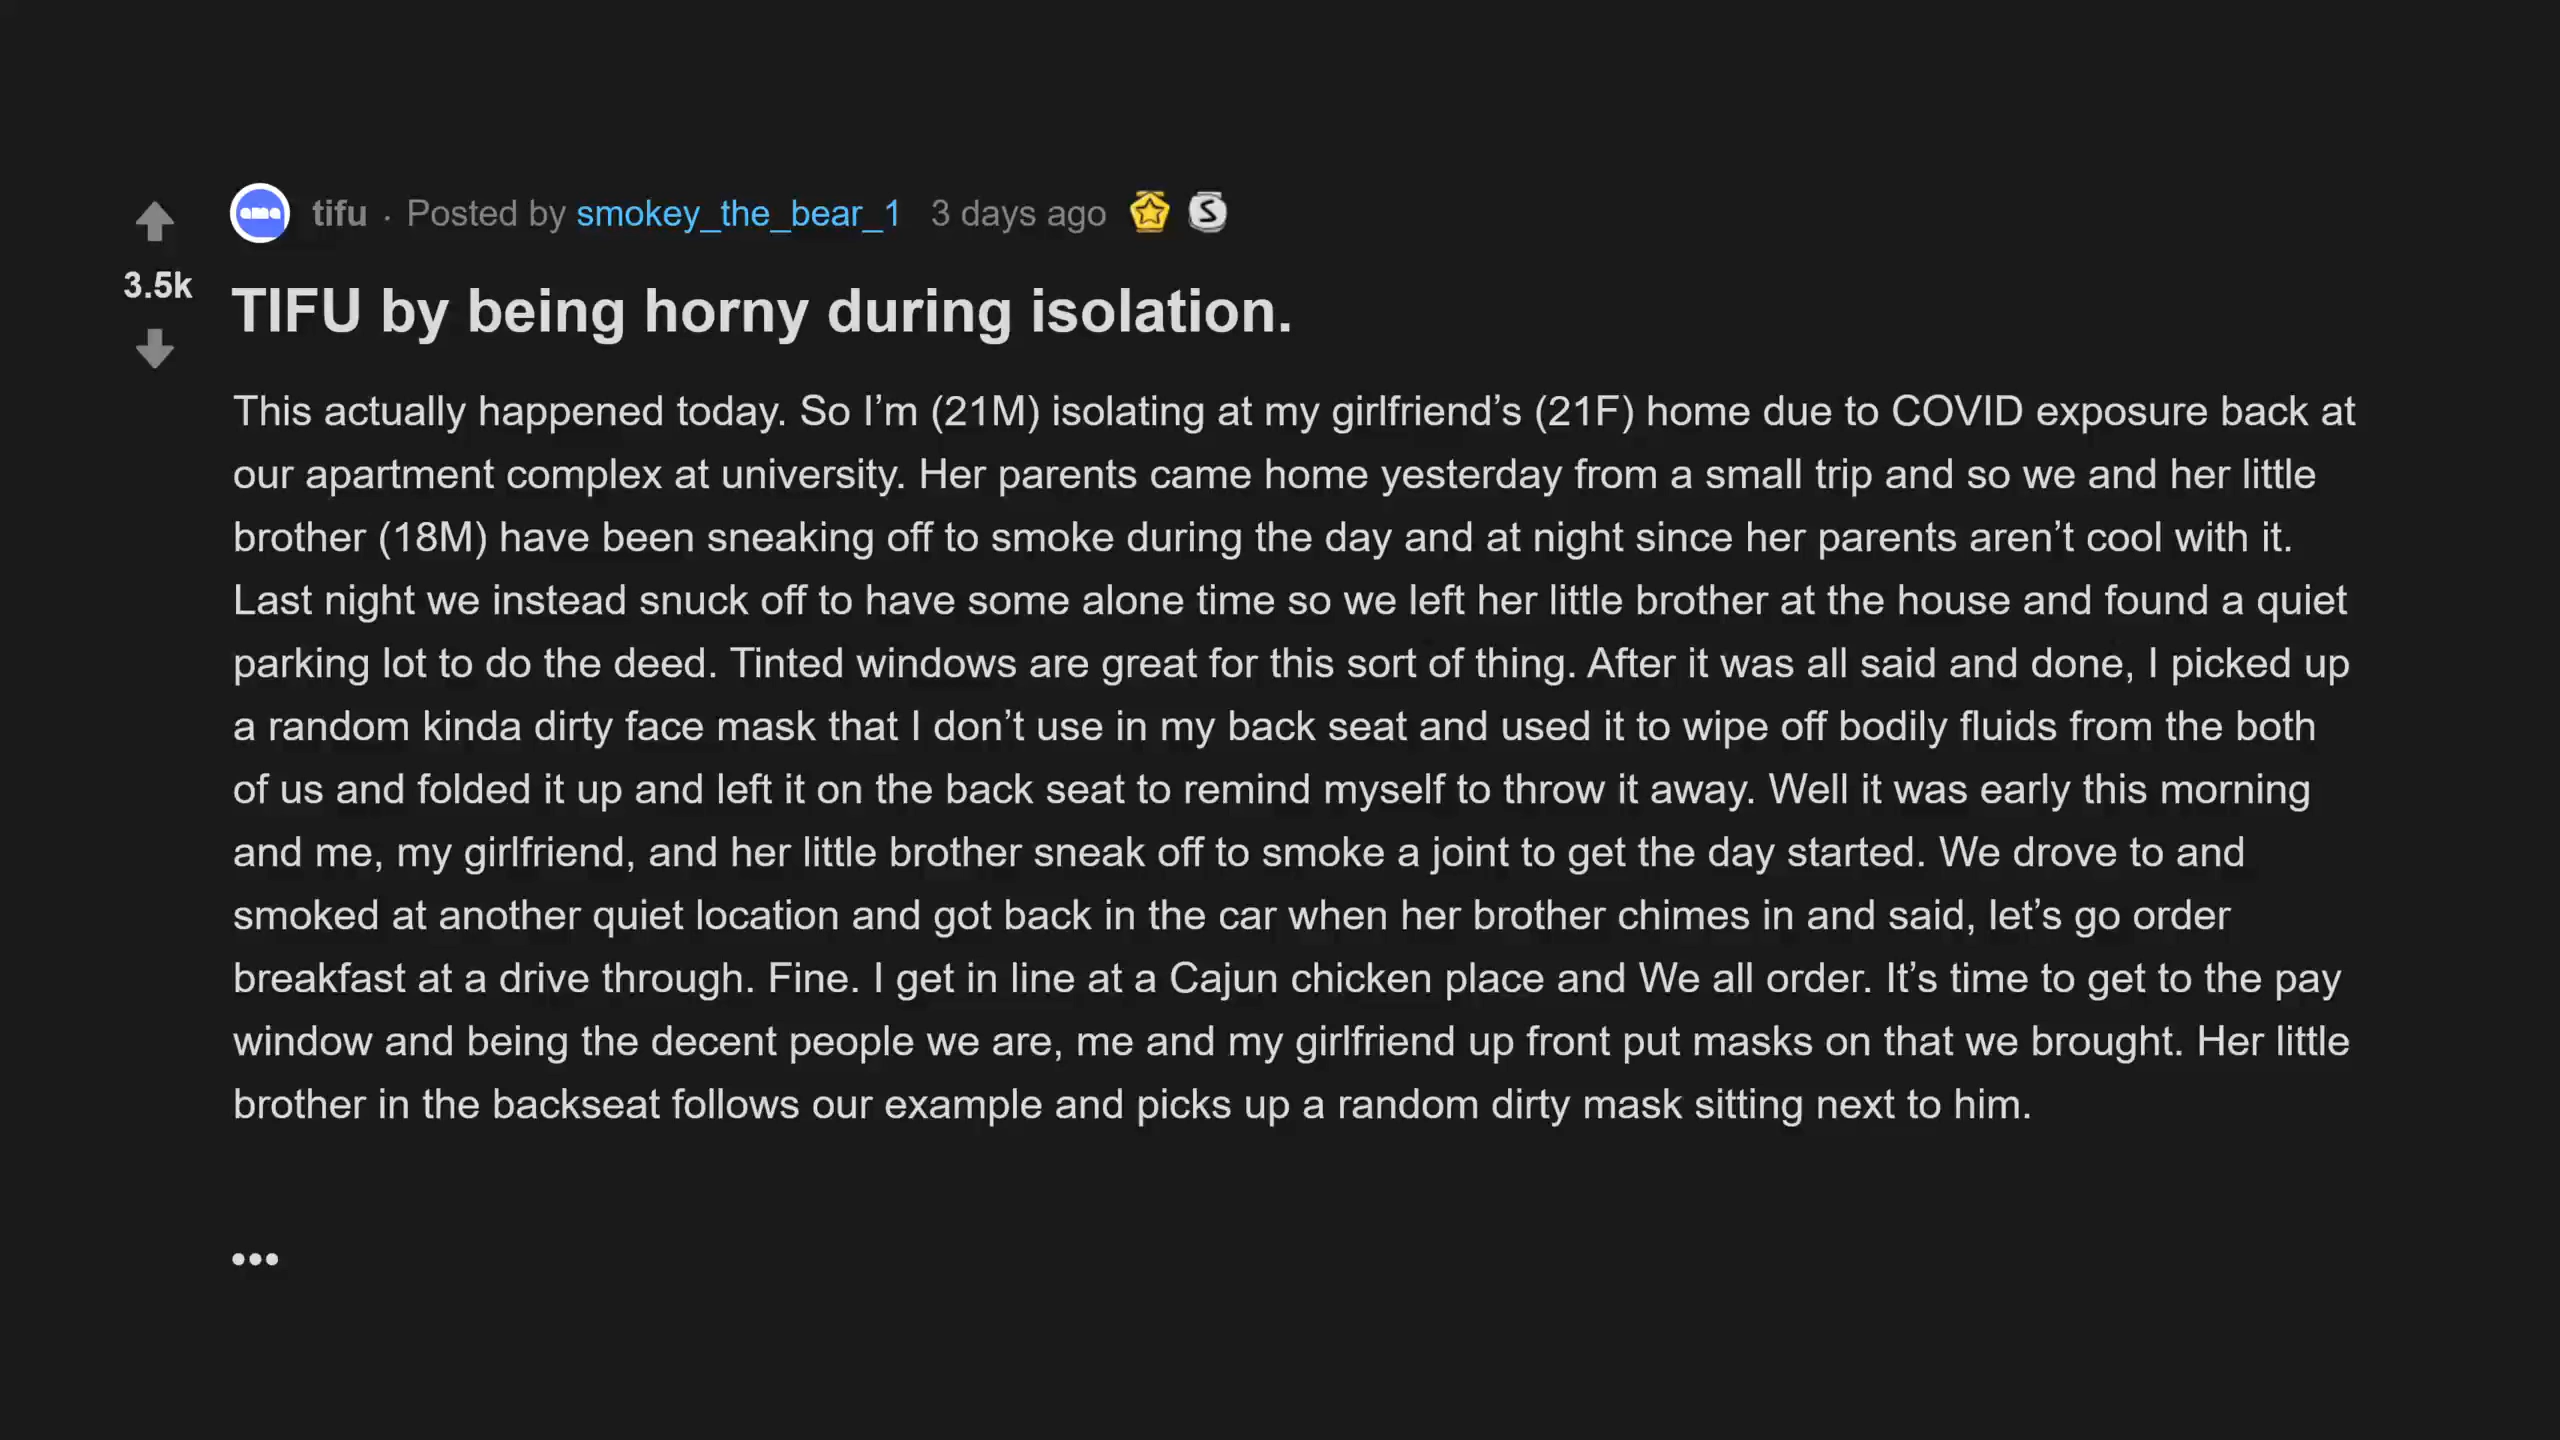 tifu · Posted by smokey_the_bear_1 3 days ago
3.5k
TIFU by being horny during isolation.
This actually happened today. So I’m (21M) isolating at my girlfriend’s (21F) home due to COVID exposure back at
our apartment complex at university. Her parents came home yesterday from a small trip and so we and her little
brother (18M) have been sneaking off to smoke during the day and at night since her parents aren’t cool with it.
Last night we instead snuck off to have some alone time so we left her little brother at the house and found a quiet
parking lot to do the deed. Tinted windows are great for this sort of thing. After it was all said and done, I picked up
a random kinda dirty face mask that I don’t use in my back seat and used it to wipe off bodily fluids from the both
of us and folded it up and left it on the back seat to remind myself to throw it away. Well it was early this morning
and me, my girlfriend, and her little brother sneak off to smoke a joint to get the day started. We drove to and
smoked at another quiet location and got back in the car when her brother chimes in and said, let’s go order
breakfast at a drive through. Fine. I get in line at a Cajun chicken place and We all order. It’s time to get to the pay
window and being the decent people we are, me and my girlfriend up front put masks on that we brought. Her little
brother in the backseat follows our example and picks up a random dirty mask sitting next to him.
•••